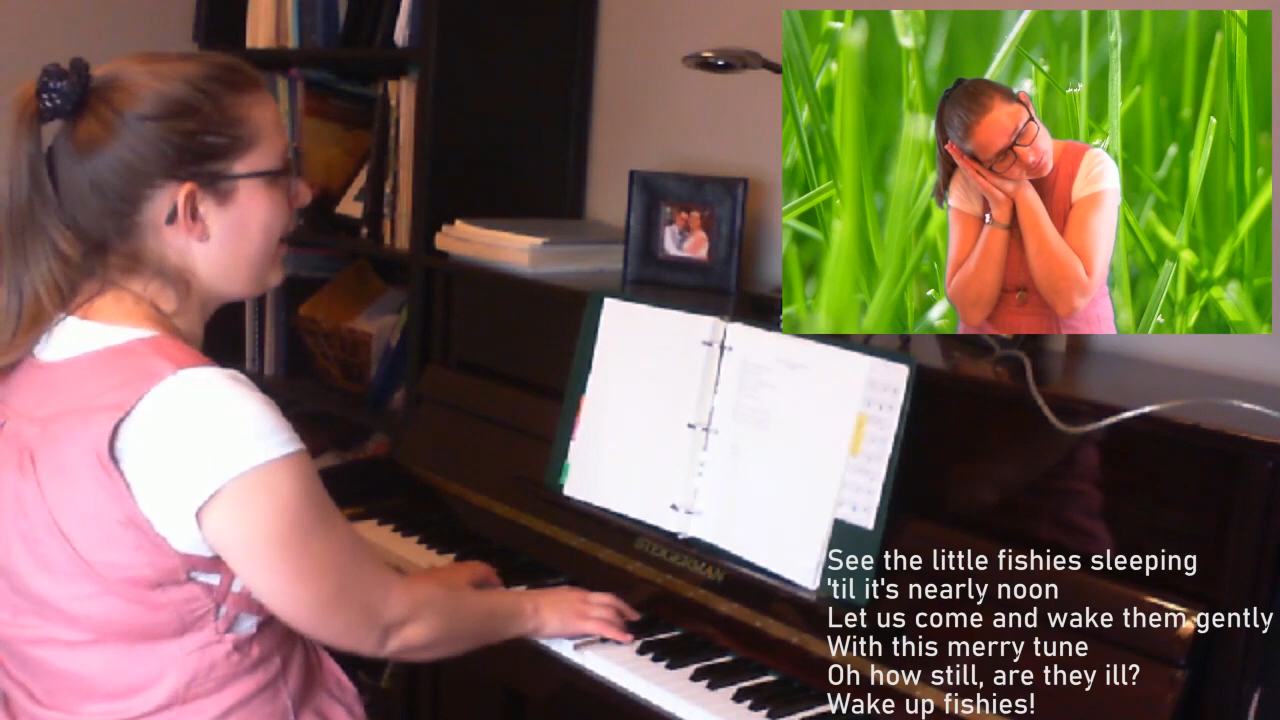 STEIGERMAN
See the little fishies sleeping
'til it's nearly noon
Let us come and wake them gently
With this merry tune
Oh how still, are they ill?
Wake up fishies!